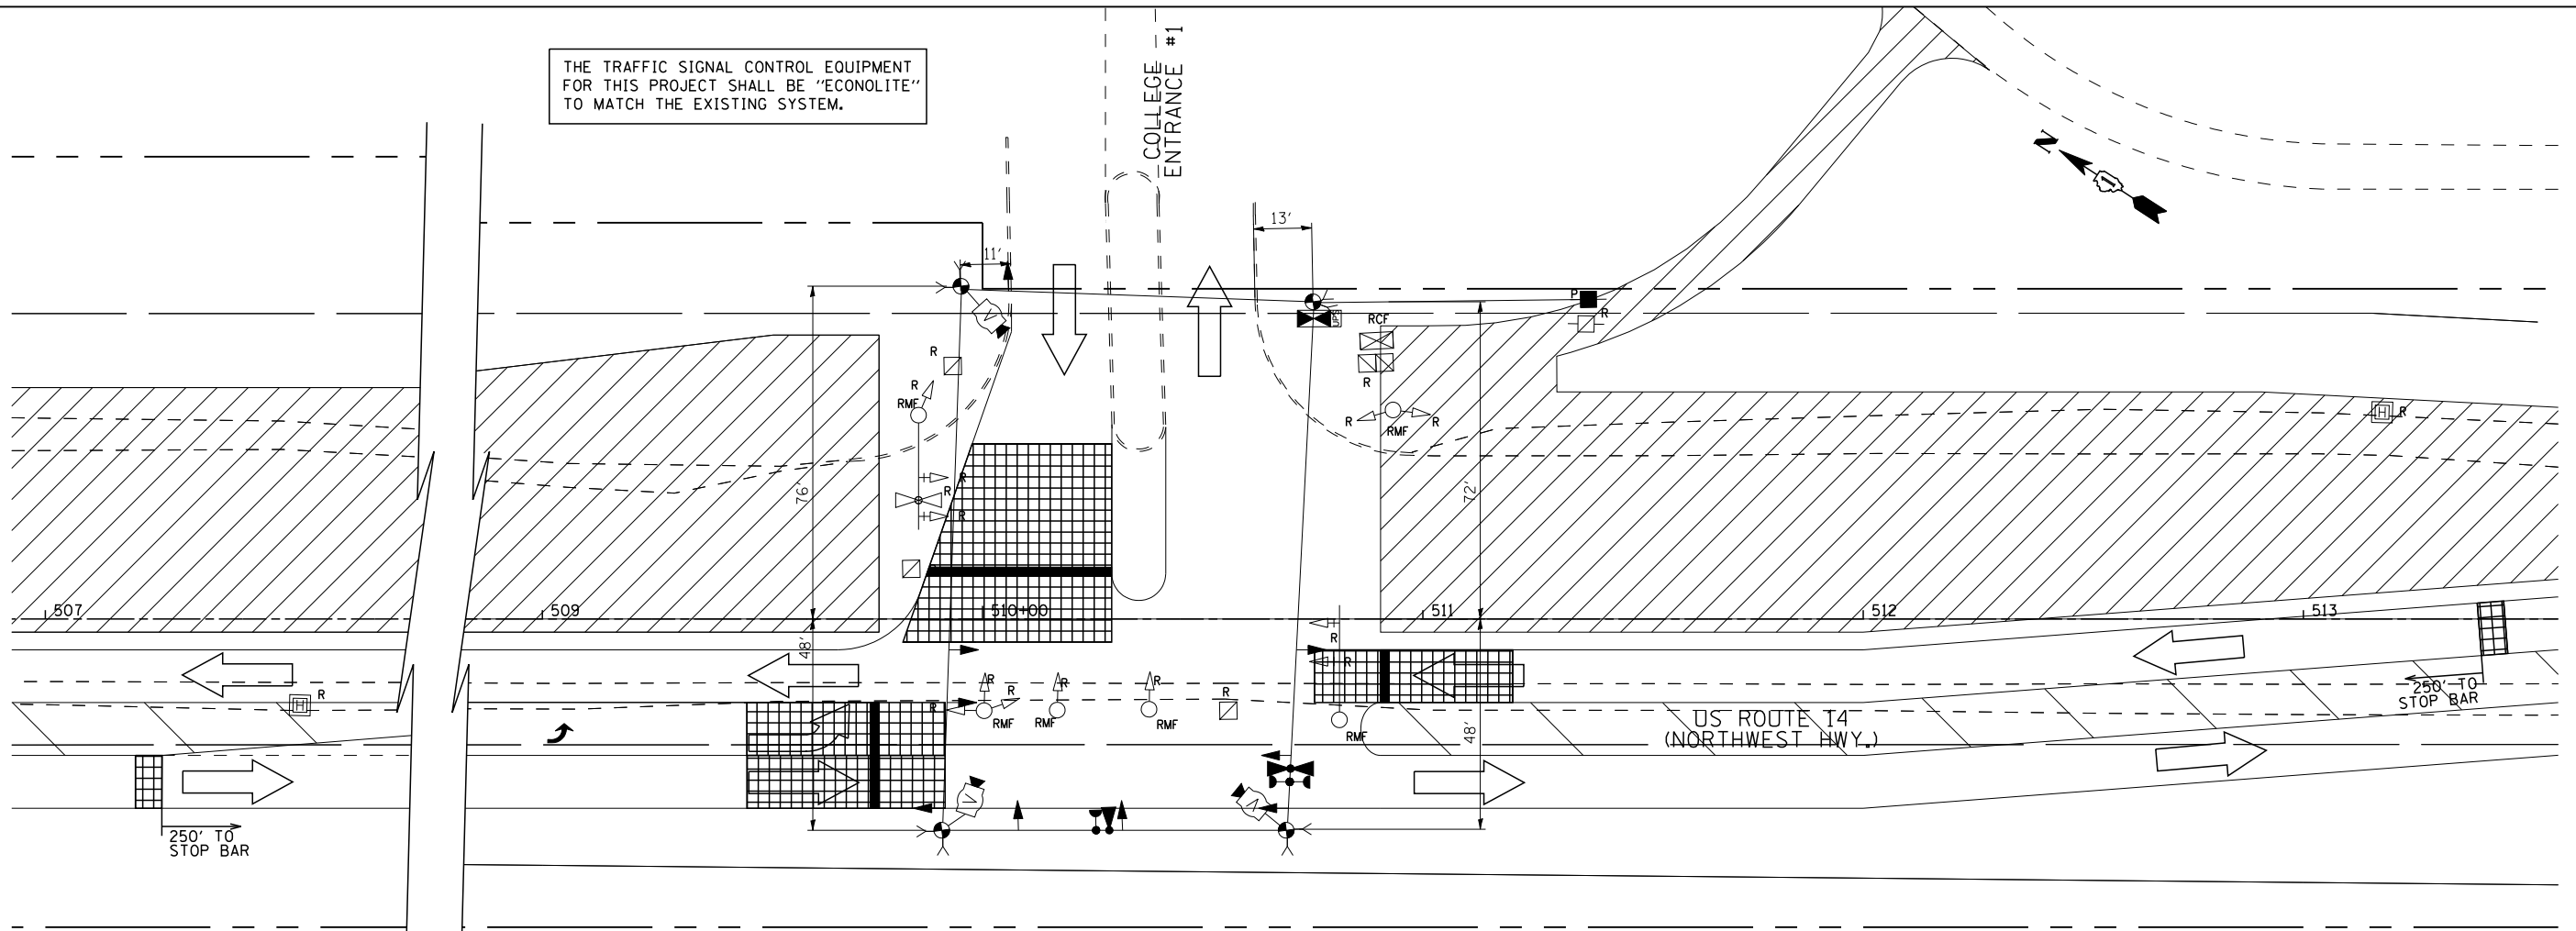 THE TRAFFIC SIGNAL CONTROL EQUIPMENT
FOR THIS PROJECT SHALL BE "ECONOLITE"
TO MATCH THE EXISTING SYSTEM.
COLLEGE
ENTRANCE #1
N
13'
11'
P
R
UPS
RCF
R
R
R
RMF
R
R
RMF
H
R
V
R
R
R
76'
72'
507
509
510+00
511
512
513
48'
R
R
R
R
R
R
R
R
H
R
RMF
RMF
RMF
RMF
48'
US ROUTE 14
(NORTHWEST HWY.)
250' TO
STOP BAR
V
V
250' TO
STOP BAR